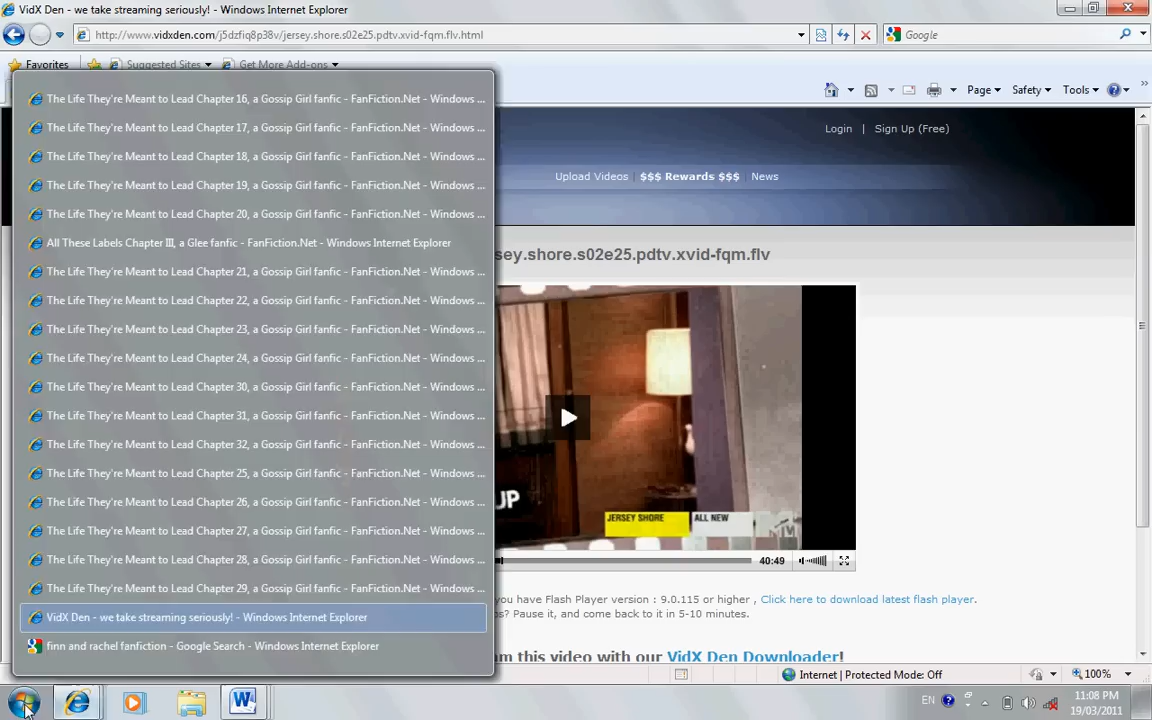 VidX Den - we take streaming seriously! - Windows Internet Explorer
http://www.vidxden.com/j5dzfiq8p38v/jersey.shore.s02e25.pdtv.xvid-fqm.flv.html
Google
Favorites
Suggested Sites
Get More Add-ons
Page
Safety
Tools
Login | Sign Up (Free)
Upload Videos $$$ Rewards $$$ News
sey.shore.s02e25.pdtv.xvid-fqm.flv
The Life They're Meant to Lead Chapter 16, a Gossip Girl fanfic - FanFiction.Net - Windows ...
The Life They're Meant to Lead Chapter 17, a Gossip Girl fanfic - FanFiction.Net - Windows ...
The Life They're Meant to Lead Chapter 18, a Gossip Girl fanfic - FanFiction.Net - Windows ...
The Life They're Meant to Lead Chapter 19, a Gossip Girl fanfic - FanFiction.Net - Windows ...
The Life They're Meant to Lead Chapter 20, a Gossip Girl fanfic - FanFiction.Net - Windows ...
All These Labels Chapter III, a Glee fanfic - FanFiction.Net - Windows Internet Explorer
The Life They're Meant to Lead Chapter 21, a Gossip Girl fanfic - FanFiction.Net - Windows ...
The Life They're Meant to Lead Chapter 22, a Gossip Girl fanfic - FanFiction.Net - Windows ...
The Life They're Meant to Lead Chapter 23, a Gossip Girl fanfic - FanFiction.Net - Windows ...
The Life They're Meant to Lead Chapter 24, a Gossip Girl fanfic - FanFiction.Net - Windows ...
The Life They're Meant to Lead Chapter 30, a Gossip Girl fanfic - FanFiction.Net - Windows ...
The Life They're Meant to Lead Chapter 31, a Gossip Girl fanfic - FanFiction.Net - Windows ...
The Life They're Meant to Lead Chapter 32, a Gossip Girl fanfic - FanFiction.Net - Windows ...
The Life They're Meant to Lead Chapter 25, a Gossip Girl fanfic - FanFiction.Net - Windows ...
The Life They're Meant to Lead Chapter 26, a Gossip Girl fanfic - FanFiction.Net - Windows ...
The Life They're Meant to Lead Chapter 27, a Gossip Girl fanfic - FanFiction.Net - Windows ...
The Life They're Meant to Lead Chapter 28, a Gossip Girl fanfic - FanFiction.Net - Windows ...
The Life They're Meant to Lead Chapter 29, a Gossip Girl fanfic - FanFiction.Net - Windows ...
VidX Den - we take streaming seriously! - Windows Internet Explorer
finn and rachel fanfiction - Google Search - Windows Internet Explorer
UP
JERSEY SHORE
ALL NEW
MTV
40:49
you have Flash Player version : 9.0.115 or higher , Click here to download latest flash player.
s? Pause it, and come back to it in 5-10 minutes.
am this video with our VidX Den Downloader!
Internet | Protected Mode: Off
100%
EN
11:08 PM
19/03/2011